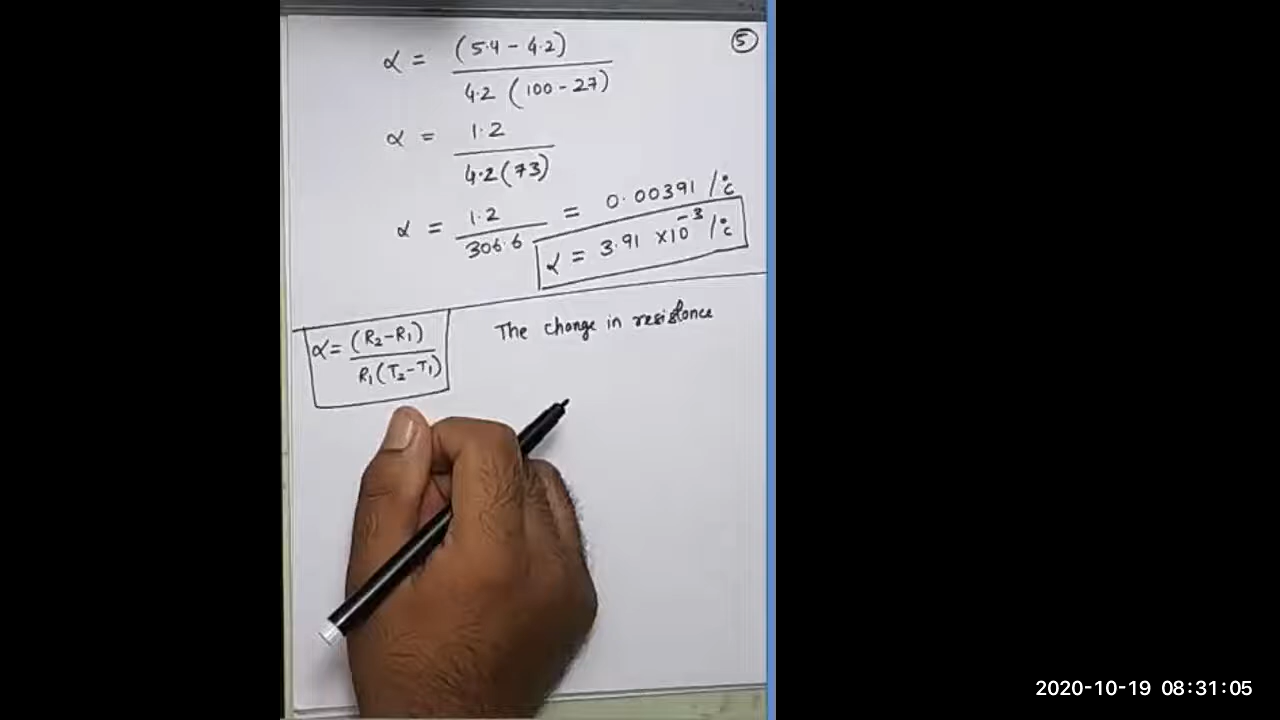 5
α = (5.4 - 4.2) / 4.2 (100 - 27)
α = 1.2 / 4.2(73)
α = 1.2 / 306.6 = 0.00391 /°c
α = 3.91 ×10⁻³ /°c
α = (R₂-R₁) / R₁(T₂-T₁)
The change in resistance
2020-10-19 08:31:05